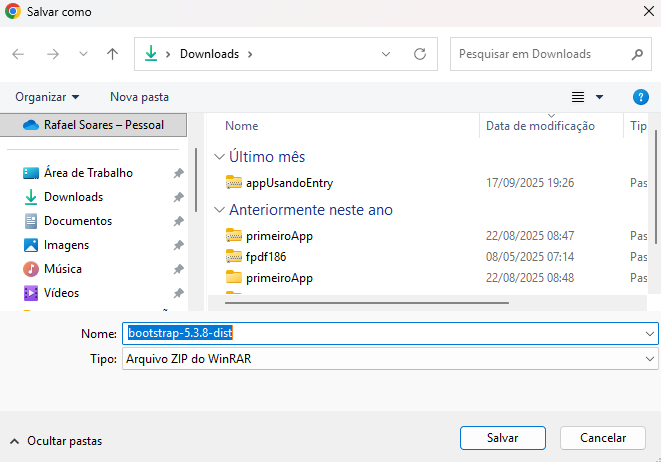 Salvar como
Downloads
Pesquisar em Downloads
Organizar
Nova pasta
?
Rafael Soares – Pessoal
Área de Trabalho
Downloads
Documentos
Imagens
Música
Vídeos
Nome Data de modificação Tip
Último mês
appUsandoEntry 17/09/2025 19:26 Pas
Anteriormente neste ano
primeiroApp 22/08/2025 08:47 Pas
fpdf186 08/05/2025 07:14 Pas
primeiroApp 22/08/2025 08:48 Pas
Nome: bootstrap-5.3.8-dist
Tipo: Arquivo ZIP do WinRAR
Ocultar pastas
Salvar
Cancelar